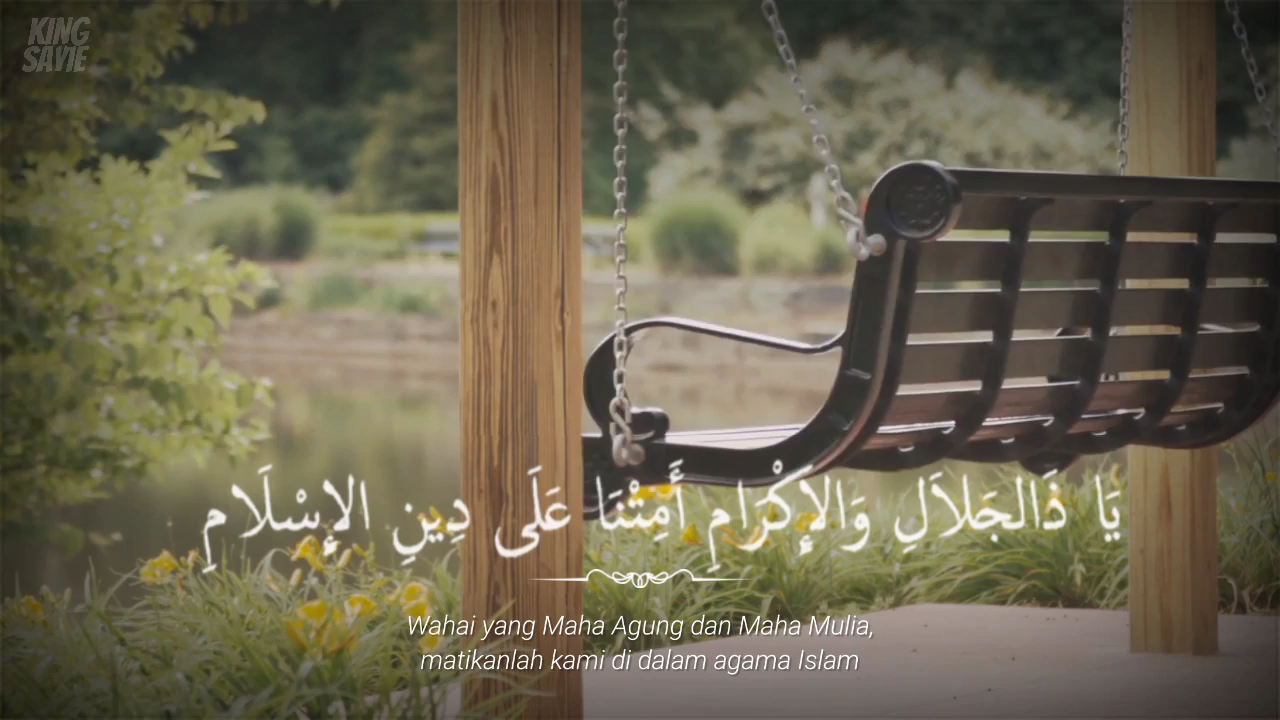 KING
SAVIE
يَا ذَالجَلاَلِ وَالإِكْرَامِ أَمِتْنَا عَلَى دِينِ الإِسْلَامِ
Wahai yang Maha Agung dan Maha Mulia,
matikanlah kami di dalam agama Islam